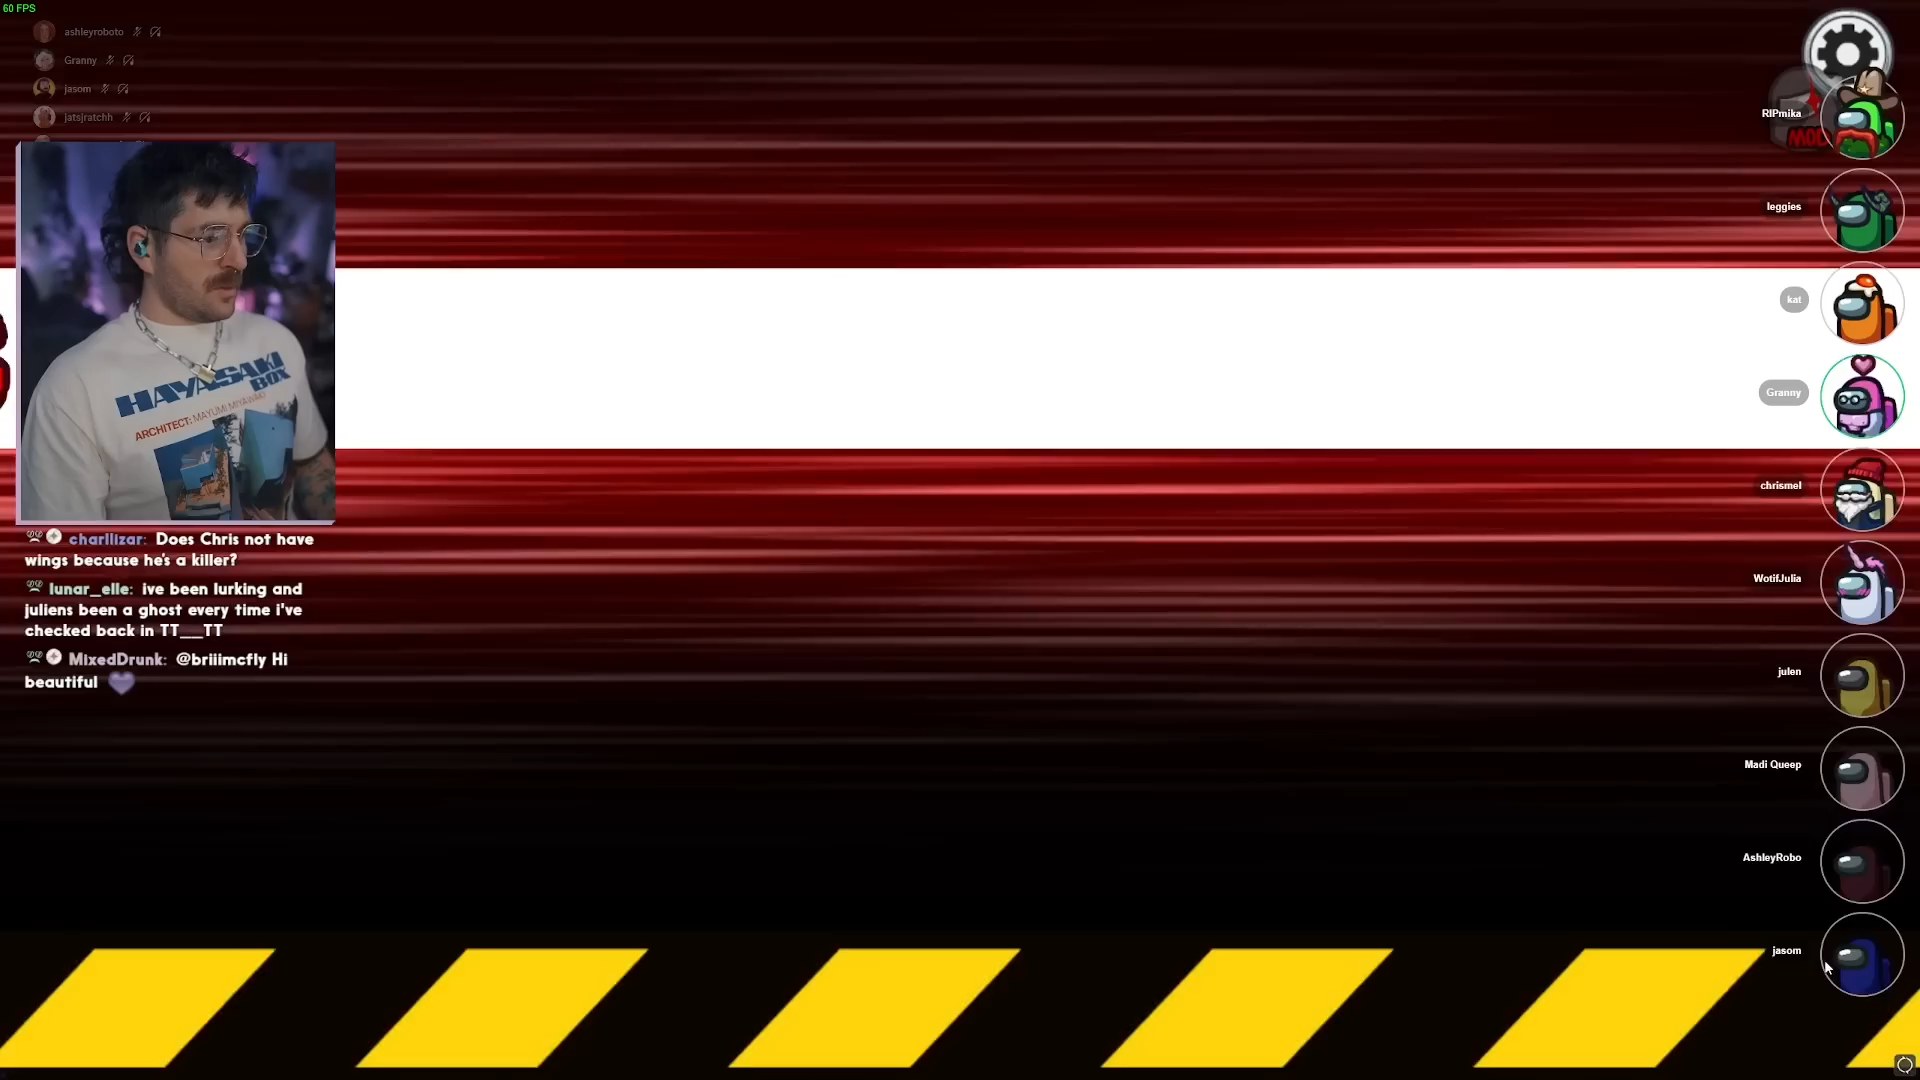 60 FPS
ashleyroboto
Granny
jasom
jatsjratchh
RIPmika
MOD
leggies
kat
Granny
chrismel
WotifJulia
julen
Madi Queep
AshleyRobo
jasom
HAYASAKI
BOX
ARCHITECT: MAYUMI MIYAWAKI
charllizar: Does Chris not have
wings because he's a killer?
lunar_elle: ive been lurking and
juliens been a ghost every time i've
checked back in TT__TT
MixedDrunk: @briiimcfly Hi
beautiful